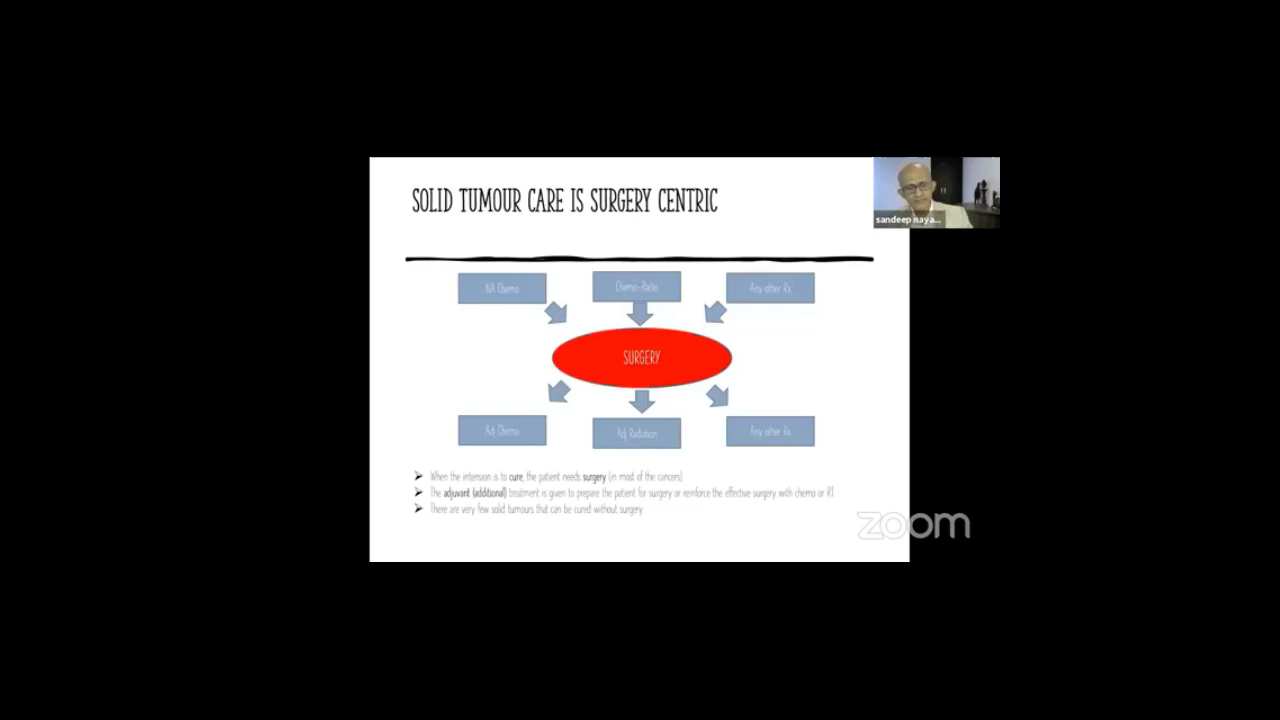 SOLID TUMOUR CARE IS SURGERY CENTRIC
sandeep naya...
NA Chemo
Chemo-Radio
Any other Rx
SURGERY
Adj Chemo
Adj Radiation
Any other Rx
When the intension is to cure, the patient needs surgery (in most of the cancers)
The adjuvant (additional) treatment is given to prepare the patient for surgery or reinforce the effective surgery with chemo or RT.
There are very few solid tumours that can be cured without surgery
zoom